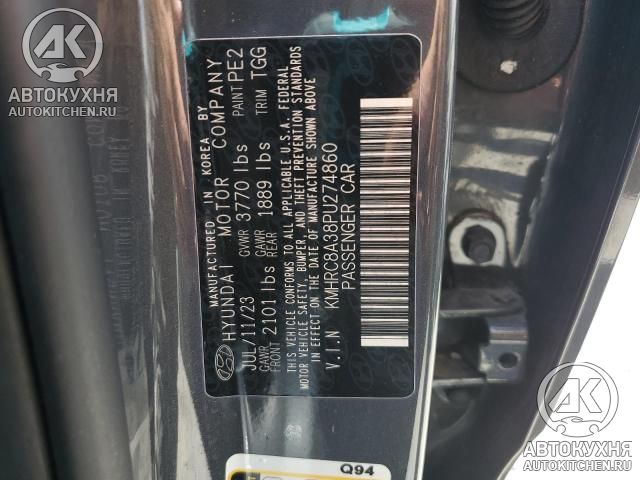 АВТОКУХНЯ
AUTOKITCHEN.RU
MANUFACTURED IN KOREA BY
HYUNDAI MOTOR COMPANY
JUL/11/23 GVWR 3770 lbs PAINT PE2
GAWR FRONT 2101 lbs GAWR REAR 1889 lbs TRIM TGG
THIS VEHICLE CONFORMS TO ALL APPLICABLE U.S.A. FEDERAL
MOTOR VEHICLE SAFETY, BUMPER, AND THEFT PREVENTION STANDARDS
IN EFFECT ON THE DATE OF MANUFACTURE SHOWN ABOVE
V.I.N KMHRC8A38PU274860
PASSENGER CAR
Q94
АВТОКУХНЯ
AUTOKITCHEN.RU